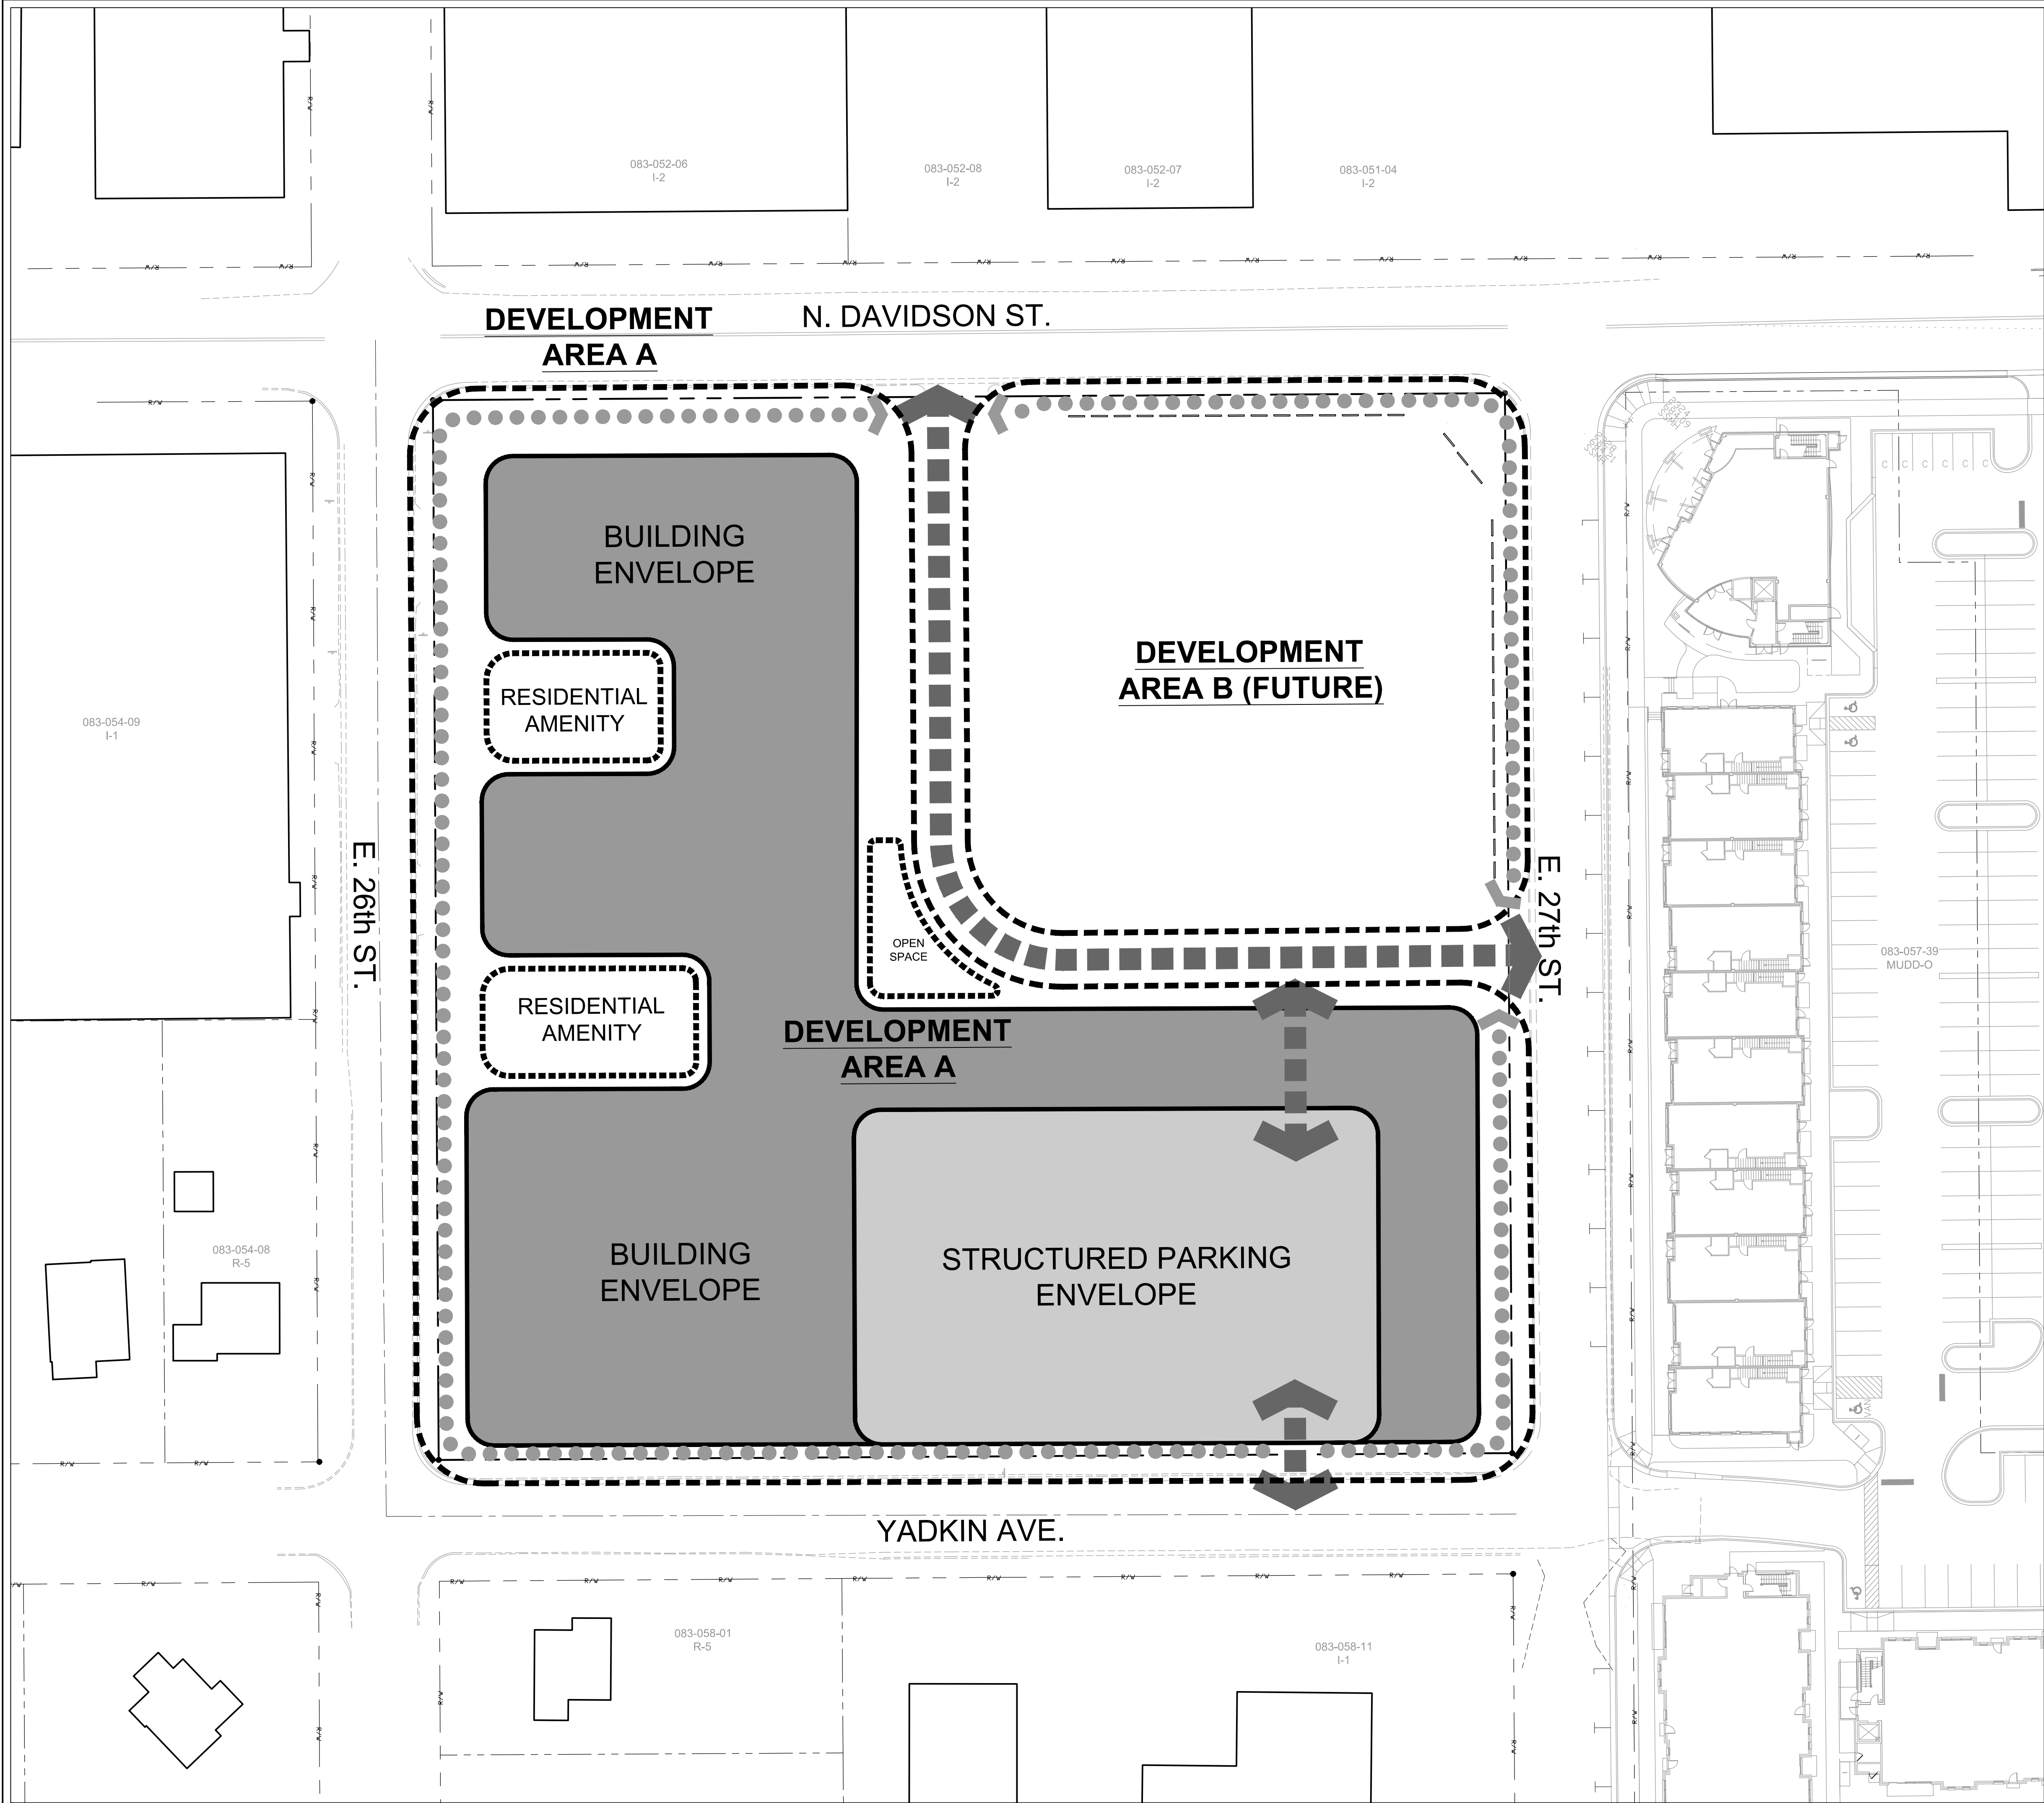 083-052-06
I-2
083-052-08
I-2
083-052-07
I-2
083-051-04
I-2
DEVELOPMENT
AREA A
N. DAVIDSON ST.
BUILDING
ENVELOPE
RESIDENTIAL
AMENITY
DEVELOPMENT
AREA B (FUTURE)
083-054-09
I-1
E. 26th ST.
E. 27th ST.
OPEN
SPACE
083-057-39
MUDD-O
RESIDENTIAL
AMENITY
DEVELOPMENT
AREA A
083-054-08
R-5
BUILDING
ENVELOPE
STRUCTURED PARKING
ENVELOPE
VAN
YADKIN AVE.
083-058-01
R-5
083-058-11
I-1
R/W